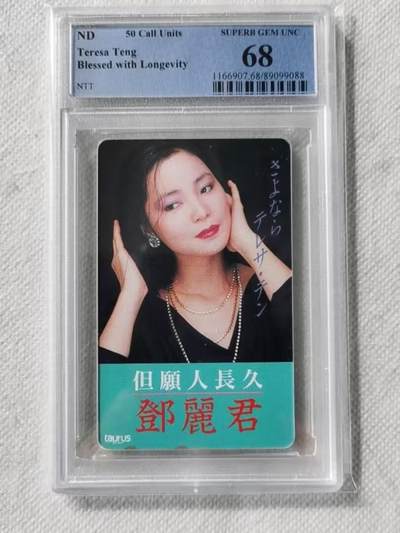 ND 50 Call Units SUPERB GEM UNC
Teresa Teng
Blessed with Longevity
68
NTT
1166907,68/89099088
さよなら
テレサ・テン
但願人長久
鄧麗君
taurus